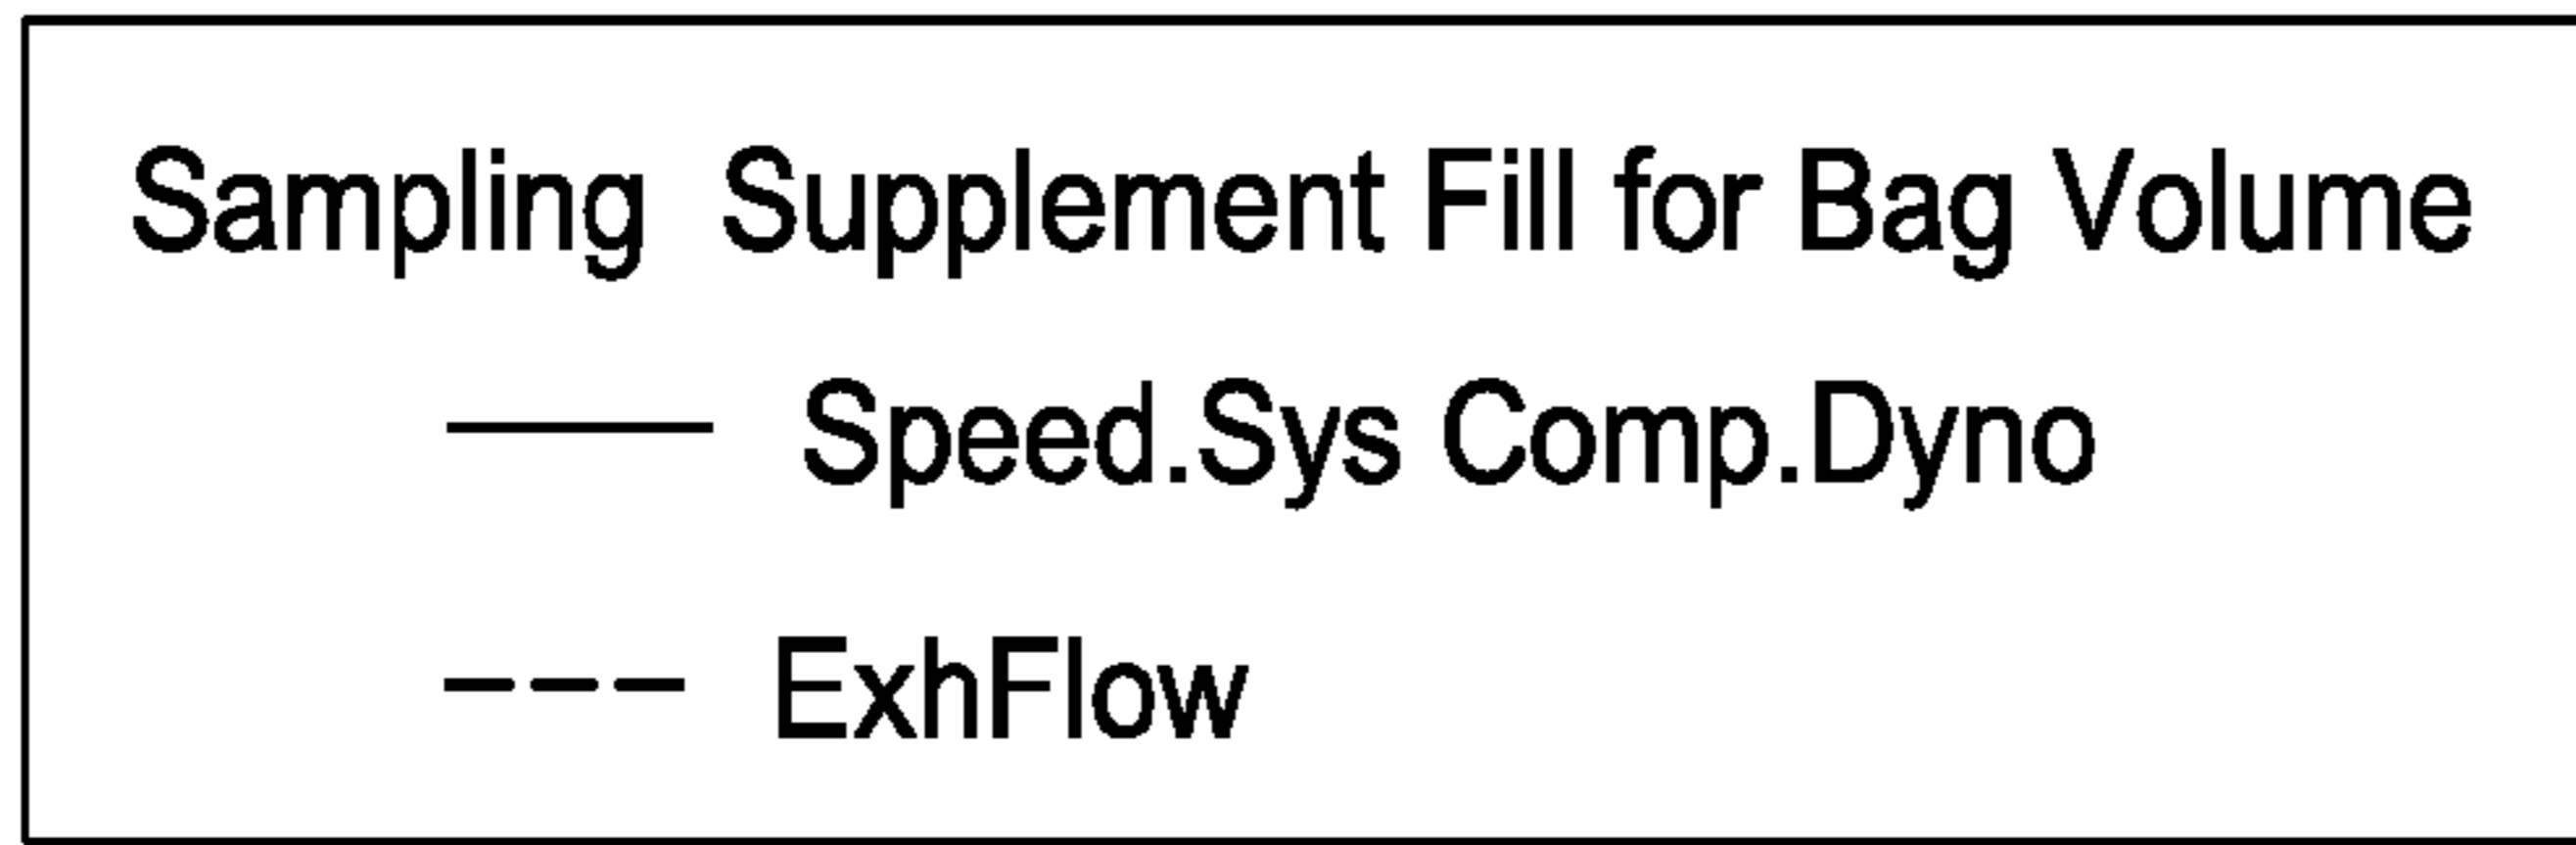 Sampling Supplement Fill for Bag Volume
Speed.Sys Comp.Dyno
ExhFlow